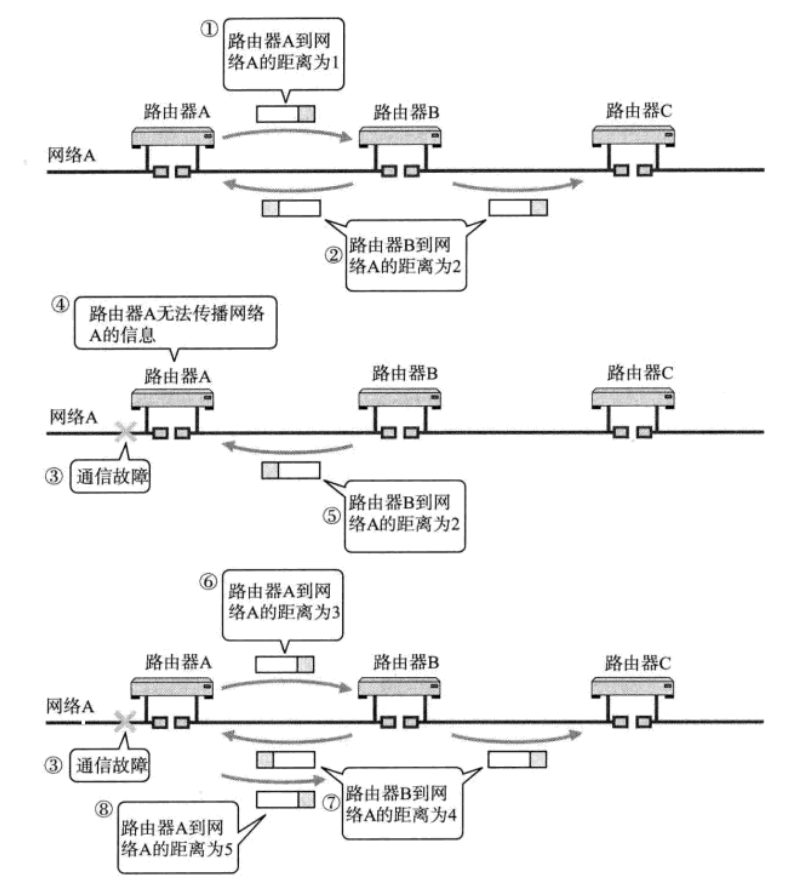 ①
路由器A到网
络A的距离为1
路由器A
路由器B
路由器C
网络A
②
路由器B到网
络A的距离为2
④
路由器A无法传播网络
A的信息
路由器A
路由器B
路由器C
网络A
③
通信故障
⑤
路由器B到网
络A的距离为2
⑥
路由器A到网
络A的距离为3
路由器A
路由器B
路由器C
网络A
③
通信故障
⑦
路由器B到网
络A的距离为4
⑧
路由器A到网
络A的距离为5